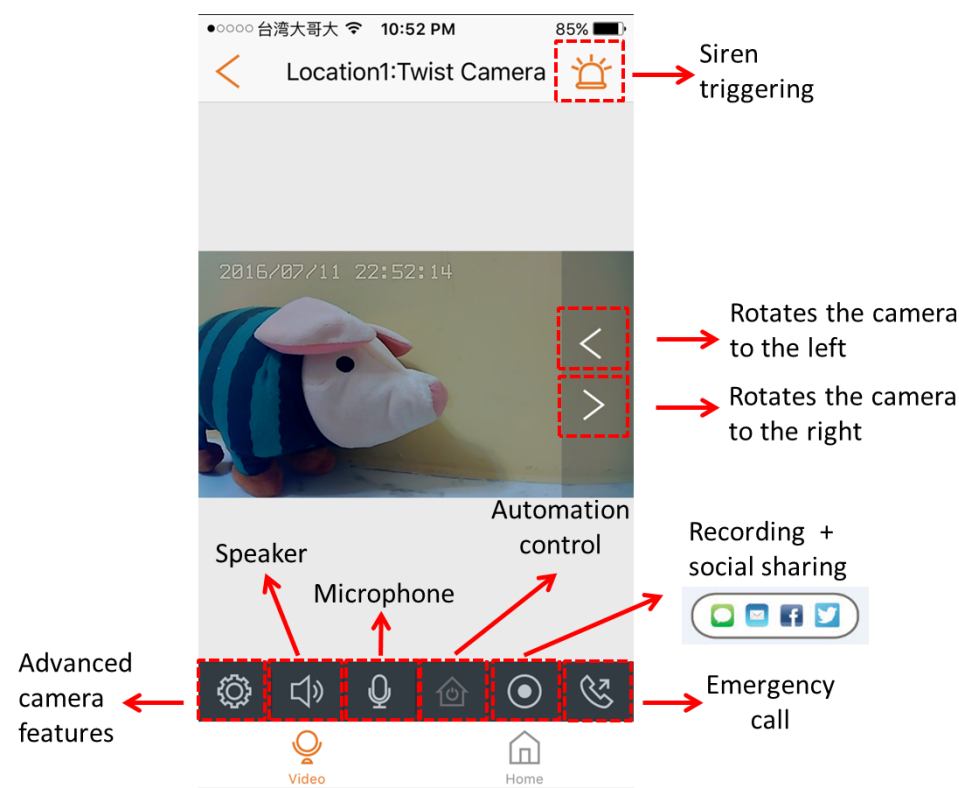 ●○○○○ 台湾大哥大 10:52 PM 85%
Location1:Twist Camera
Siren
triggering
2016/07/11 22:52:14
Rotates the camera
to the left
Rotates the camera
to the right
Automation
control
Speaker
Microphone
Recording +
social sharing
Advanced
camera
features
Emergency
call
Video
Home